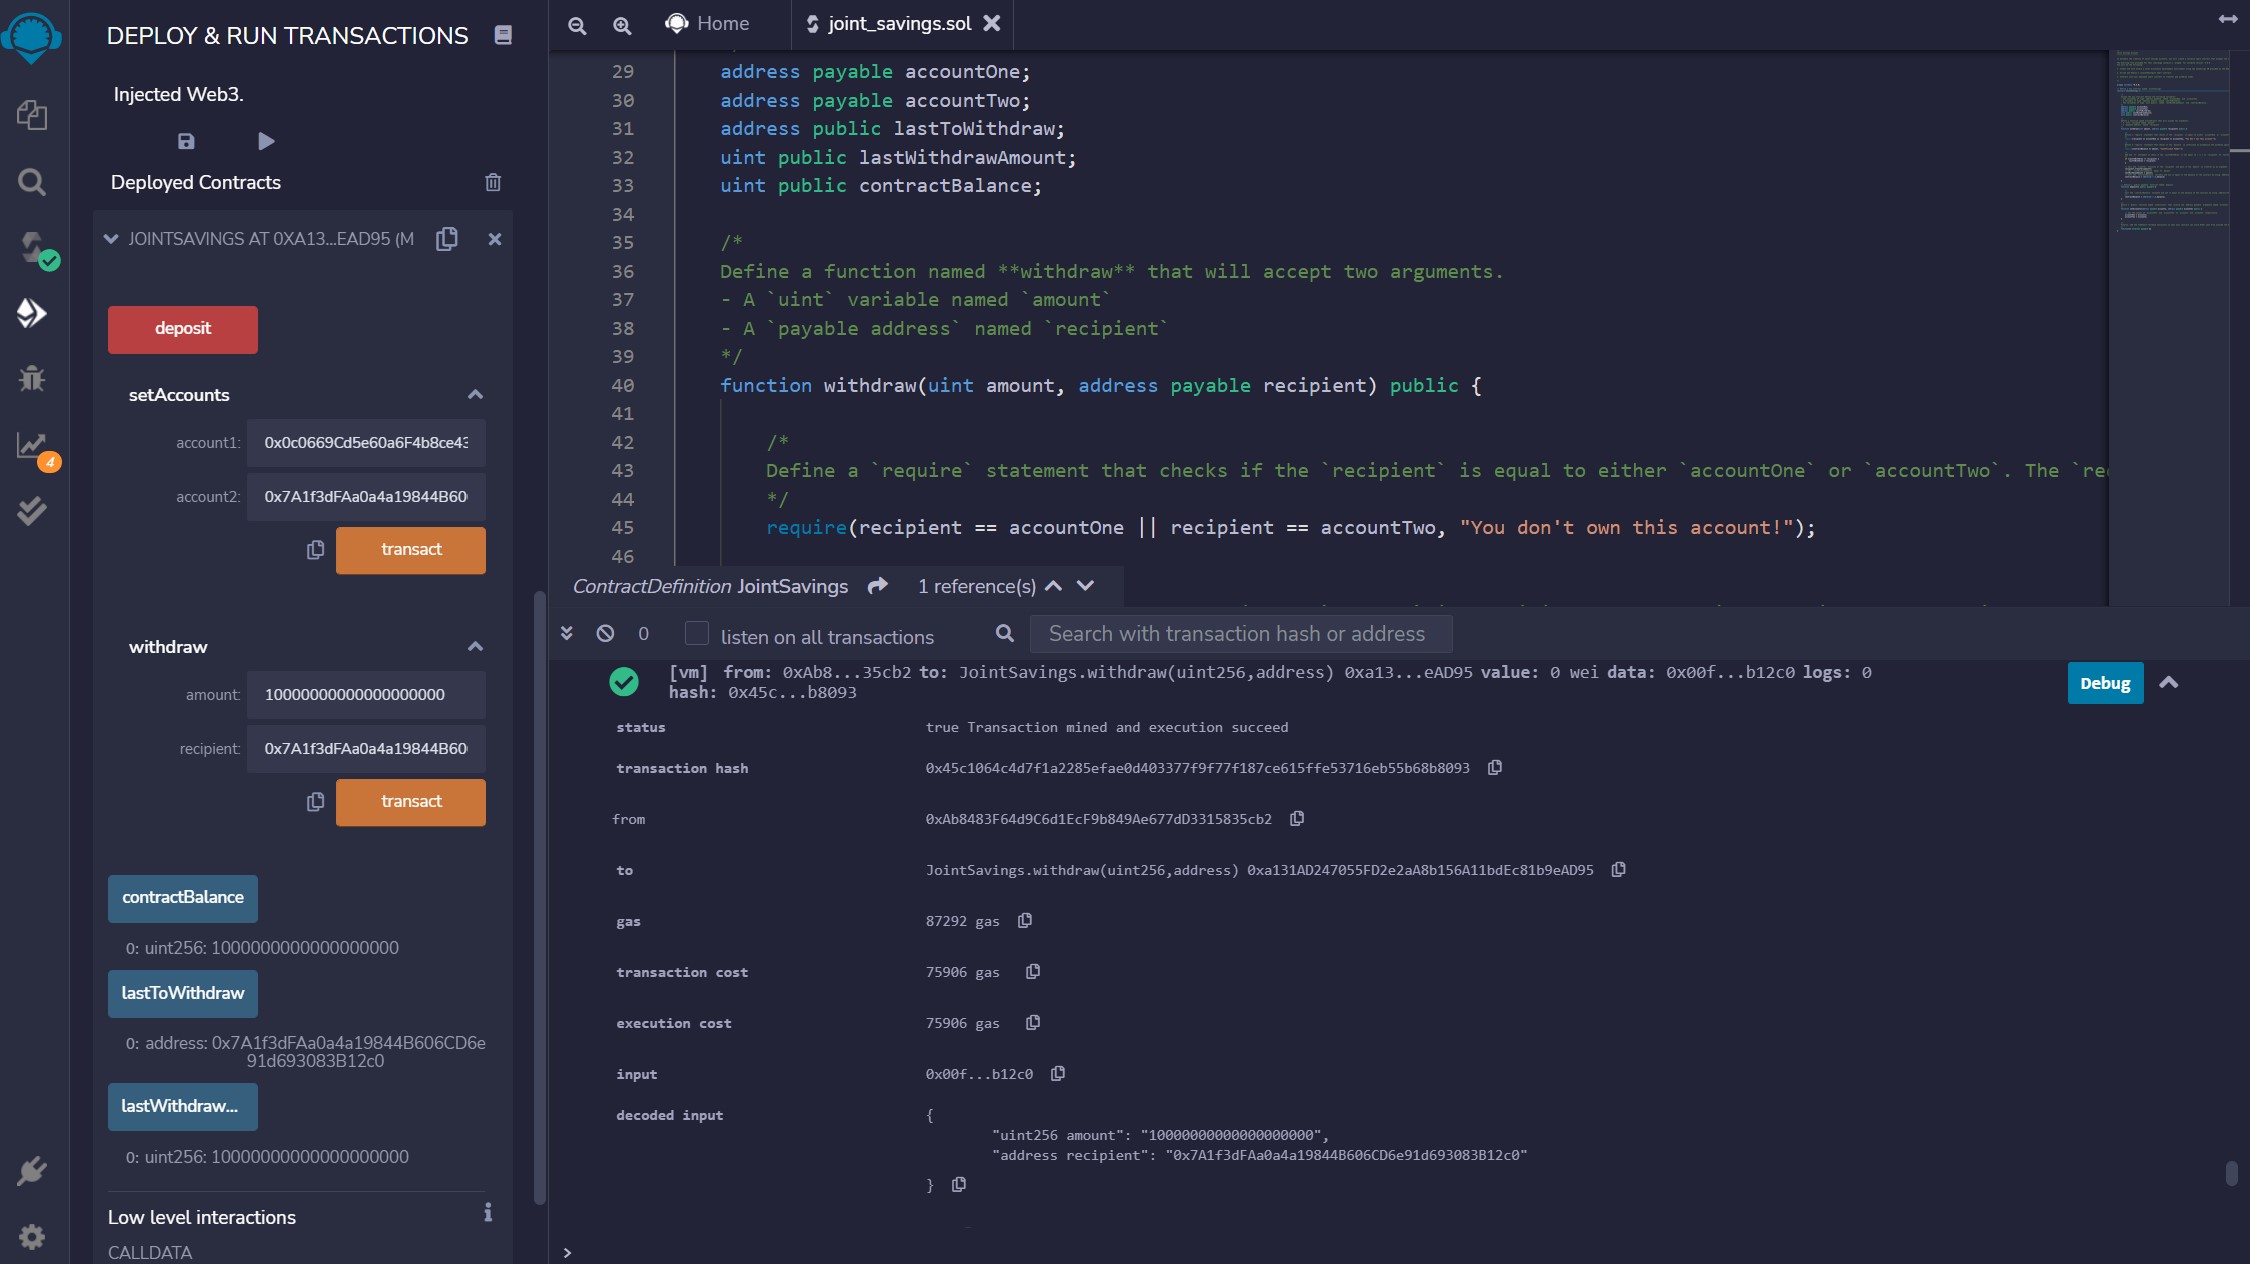 DEPLOY & RUN TRANSACTIONS
Injected Web3.
Deployed Contracts
JOINTSAVINGS AT 0XA13...EAD95 (M
deposit
setAccounts
account1: 0x0c0669Cd5e60a6F4b8ce43
account2: 0x7A1f3dFAa0a4a19844B60
transact
withdraw
amount: 10000000000000000000
recipient: 0x7A1f3dFAa0a4a19844B60
transact
contractBalance
0: uint256: 1000000000000000000
lastToWithdraw
0: address: 0x7A1f3dFAa0a4a19844B606CD6e
91d693083B12c0
lastWithdraw...
0: uint256: 10000000000000000000
Low level interactions
CALLDATA
4
Home
joint_savings.sol
29 address payable accountOne;
30 address payable accountTwo;
31 address public lastToWithdraw;
32 uint public lastWithdrawAmount;
33 uint public contractBalance;
34
35 /*
36 Define a function named **withdraw** that will accept two arguments.
37 - A `uint` variable named `amount`
38 - A `payable address` named `recipient`
39 */
40 function withdraw(uint amount, address payable recipient) public {
41
42 /*
43 Define a `require` statement that checks if the `recipient` is equal to either `accountOne` or `accountTwo`. The `re
44 */
45 require(recipient == accountOne || recipient == accountTwo, "You don't own this account!");
46
ContractDefinition JointSavings 1 reference(s)
0 listen on all transactions Search with transaction hash or address
[vm] from: 0xAb8...35cb2 to: JointSavings.withdraw(uint256,address) 0xa13...eAD95 value: 0 wei data: 0x00f...b12c0 logs: 0
hash: 0x45c...b8093
Debug
status true Transaction mined and execution succeed
transaction hash 0x45c1064c4d7f1a2285efae0d403377f9f77f187ce615ffe53716eb55b68b8093
from 0xAb8483F64d9C6d1EcF9b849Ae677dD3315835cb2
to JointSavings.withdraw(uint256,address) 0xa131AD247055FD2e2aA8b156A11bdEc81b9eAD95
gas 87292 gas
transaction cost 75906 gas
execution cost 75906 gas
input 0x00f...b12c0
decoded input {
"uint256 amount": "10000000000000000000",
"address recipient": "0x7A1f3dFAa0a4a19844B606CD6e91d693083B12c0"
}
>